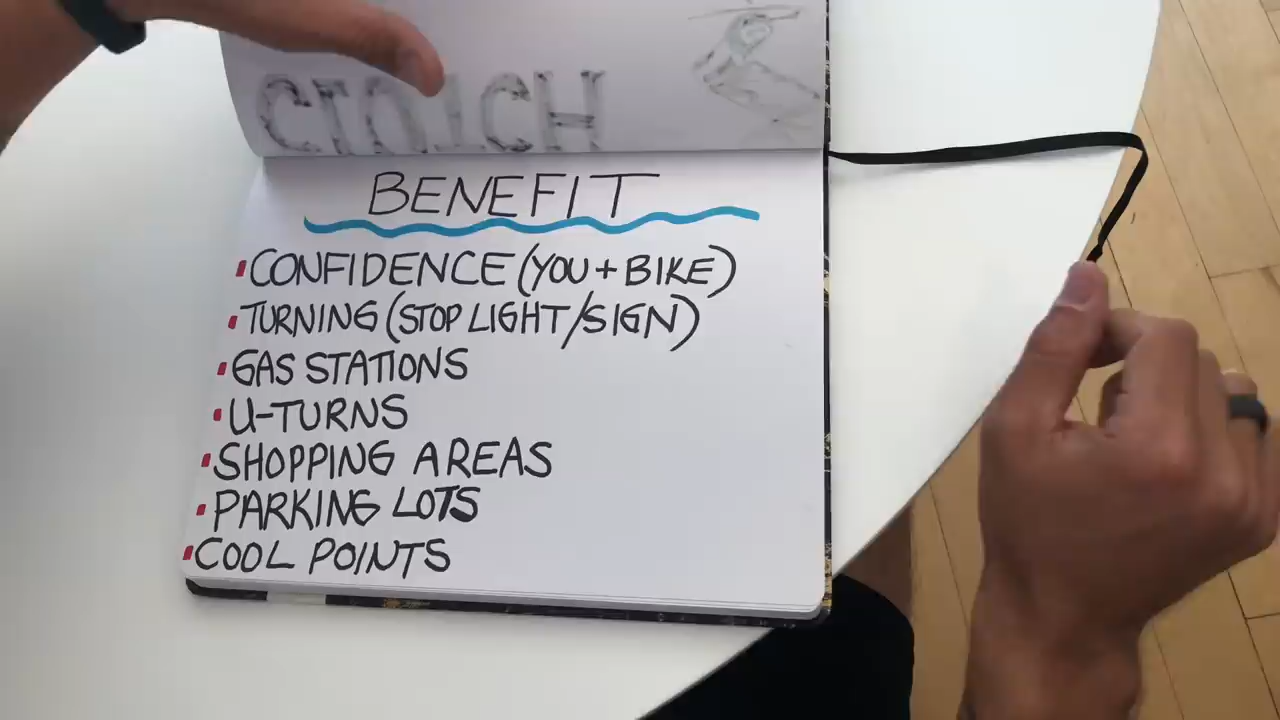 BENEFIT
CONFIDENCE (YOU + BIKE)
TURNING (STOP LIGHT/SIGN)
GAS STATIONS
U-TURNS
SHOPPING AREAS
PARKING LOTS
COOL POINTS